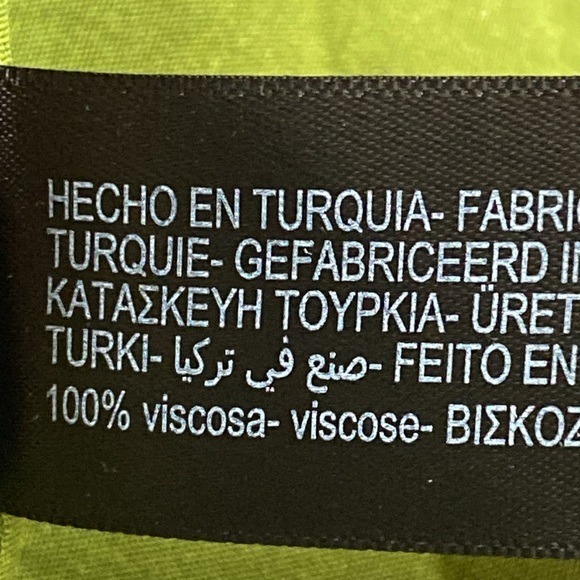 HECHO EN TURQUIA- FABRIC
TURQUIE- GEFABRICEERD IN
ΚΑΤΑΣΚΕΥΗ ΤΟΥΡΚΙΑ- ÜRET
TURKI- صنع في تركيا- FEITO EN
100% viscosa- viscose- ΒΙΣΚΟΖ